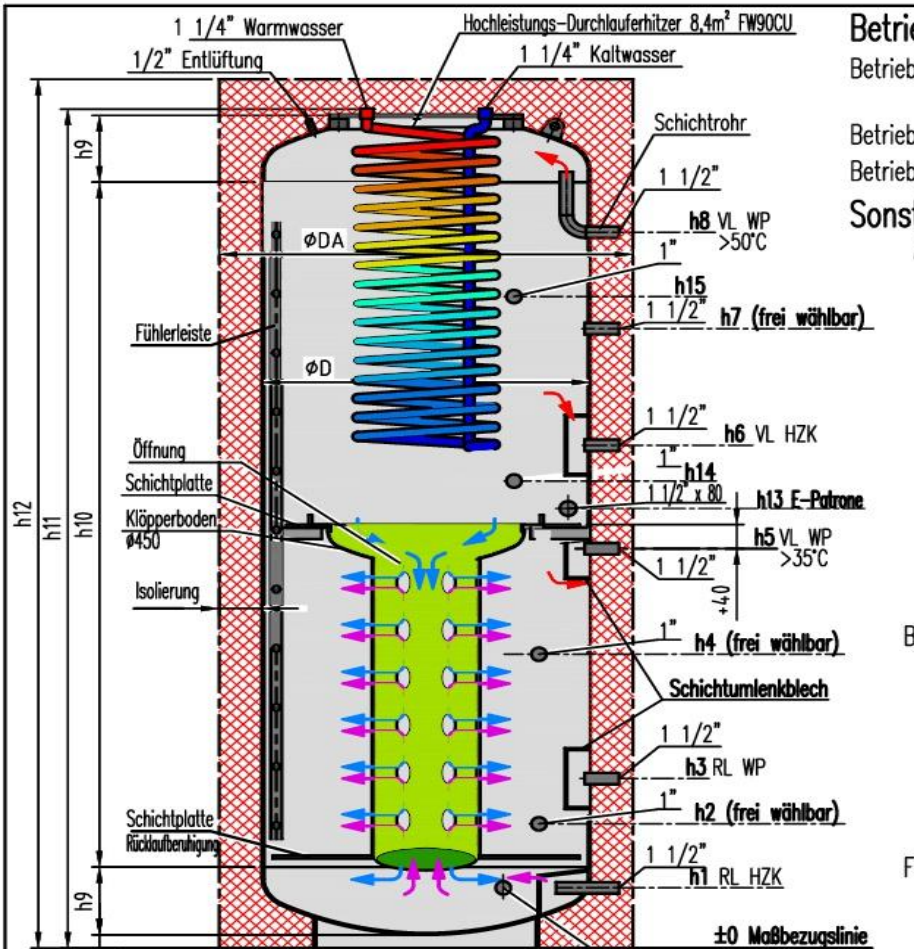 1 1/4" Warmwasser
Hochleistungs-Durchlauferhitzer 8,4m² FW90CU
Betrie
1/2" Entlüftung
1 1/4" Kaltwasser
Betrieb
h9
Schichtrohr
Betrieb
1 1/2"
Betrieb
h8 VL WP
>50°C
Sons
øDA
1"
h15
1 1/2"
h7 (frei wählbar)
Fühlerleiste
øD
1 1/2"
h6 VL HZK
Öffnung
1"
h14
Schichtplatte
1 1/2" x 80
h13 E-Patrone
h12
h11
h10
Klöpperboden
ø450
h5 VL WP
>35°C
1 1/2"
Isolierung
+40
1"
h4 (frei wählbar)
B
Schichtumlenkblech
1 1/2"
h3 RL WP
1"
h2 (frei wählbar)
Schichtplatte
Rücklaufberuhigung
1 1/2"
h1 RL HZK
F
h9
±0 Maßbezugslinie